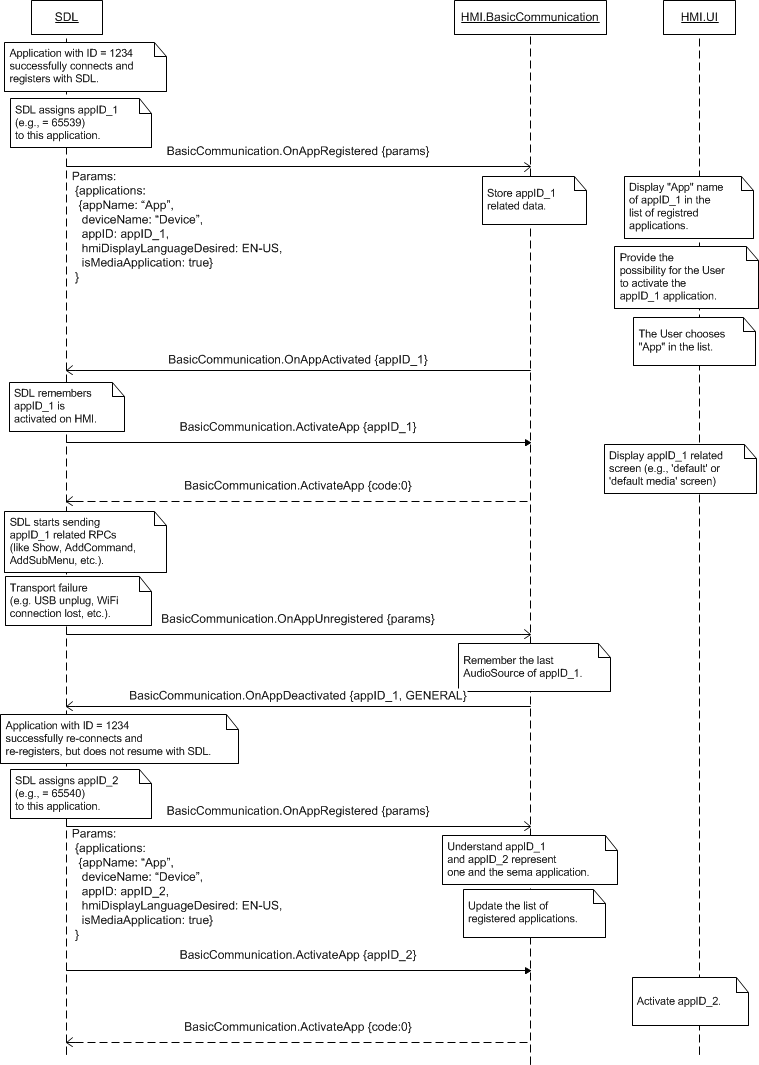 SDL
HMI.BasicCommunication
HMI.UI
Application with ID = 1234
successfully connects and
registers with SDL.
SDL assigns appID_1
(e.g., = 65539)
to this application.
BasicCommunication.OnAppRegistered {params}
Params:
{applications:
{appName: “App”,
deviceName: “Device”,
appID: appID_1,
hmiDisplayLanguageDesired: EN-US,
isMediaApplication: true}
}
Store appID_1
related data.
Display "App" name
of appID_1 in the
list of registred
applications.
Provide the
possibility for the User
to activate the
appID_1 application.
The User chooses
"App" in the list.
BasicCommunication.OnAppActivated {appID_1}
SDL remembers
appID_1 is
activated on HMI.
BasicCommunication.ActivateApp {appID_1}
Display appID_1 related
screen (e.g., 'default' or
'default media' screen)
BasicCommunication.ActivateApp {code:0}
SDL starts sending
appID_1 related RPCs
(like Show, AddCommand,
AddSubMenu, etc.).
Transport failure
(e.g. USB unplug, WiFi
connection lost, etc.).
BasicCommunication.OnAppUnregistered {params}
Remember the last
AudioSource of appID_1.
BasicCommunication.OnAppDeactivated {appID_1, GENERAL}
Application with ID = 1234
successfully re-connects and
re-registers, but does not resume with SDL.
SDL assigns appID_2
(e.g., = 65540)
to this application.
BasicCommunication.OnAppRegistered {params}
Params:
{applications:
{appName: “App”,
deviceName: “Device”,
appID: appID_2,
hmiDisplayLanguageDesired: EN-US,
isMediaApplication: true}
}
Understand appID_1
and appID_2 represent
one and the sema application.
Update the list of
registered applications.
BasicCommunication.ActivateApp {appID_2}
Activate appID_2.
BasicCommunication.ActivateApp {code:0}